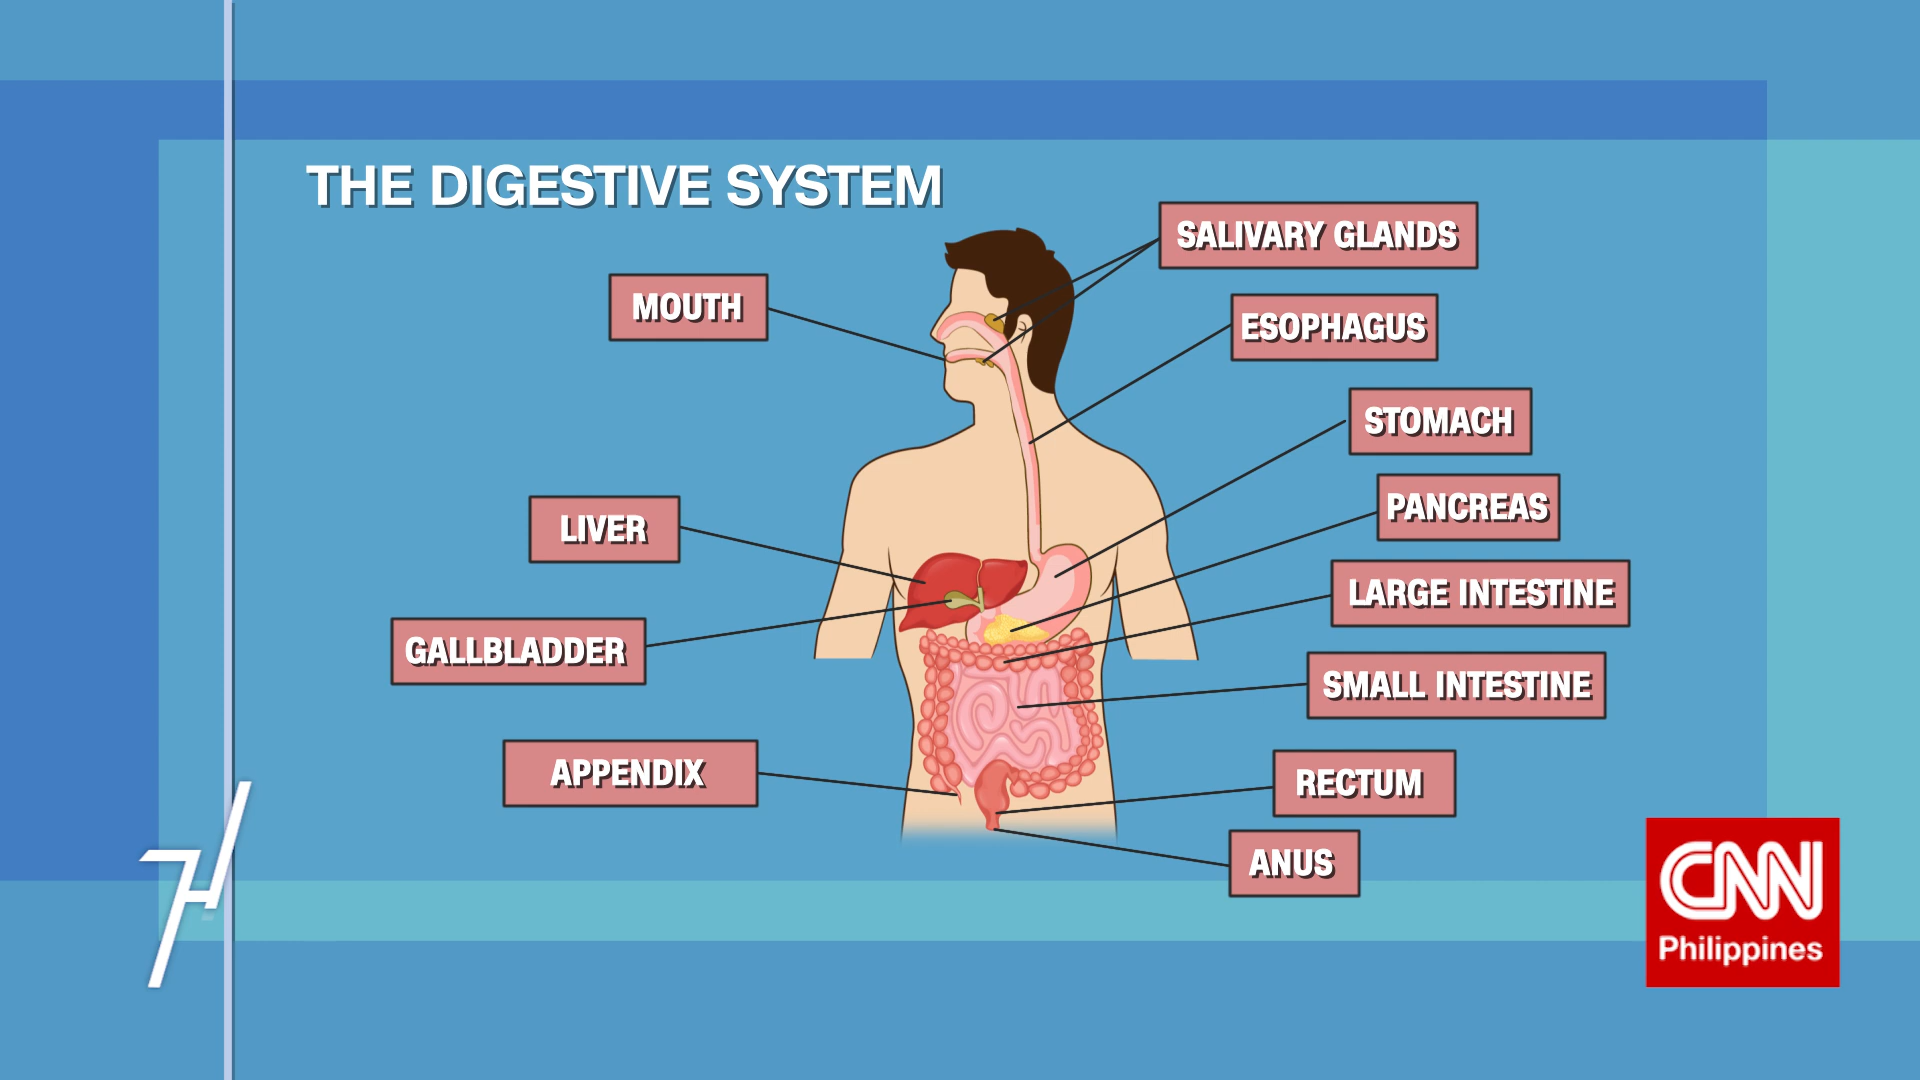 THE DIGESTIVE SYSTEM
SALIVARY GLANDS
MOUTH
ESOPHAGUS
STOMACH
PANCREAS
LIVER
LARGE INTESTINE
GALLBLADDER
SMALL INTESTINE
APPENDIX
RECTUM
ANUS
CNN
Philippines